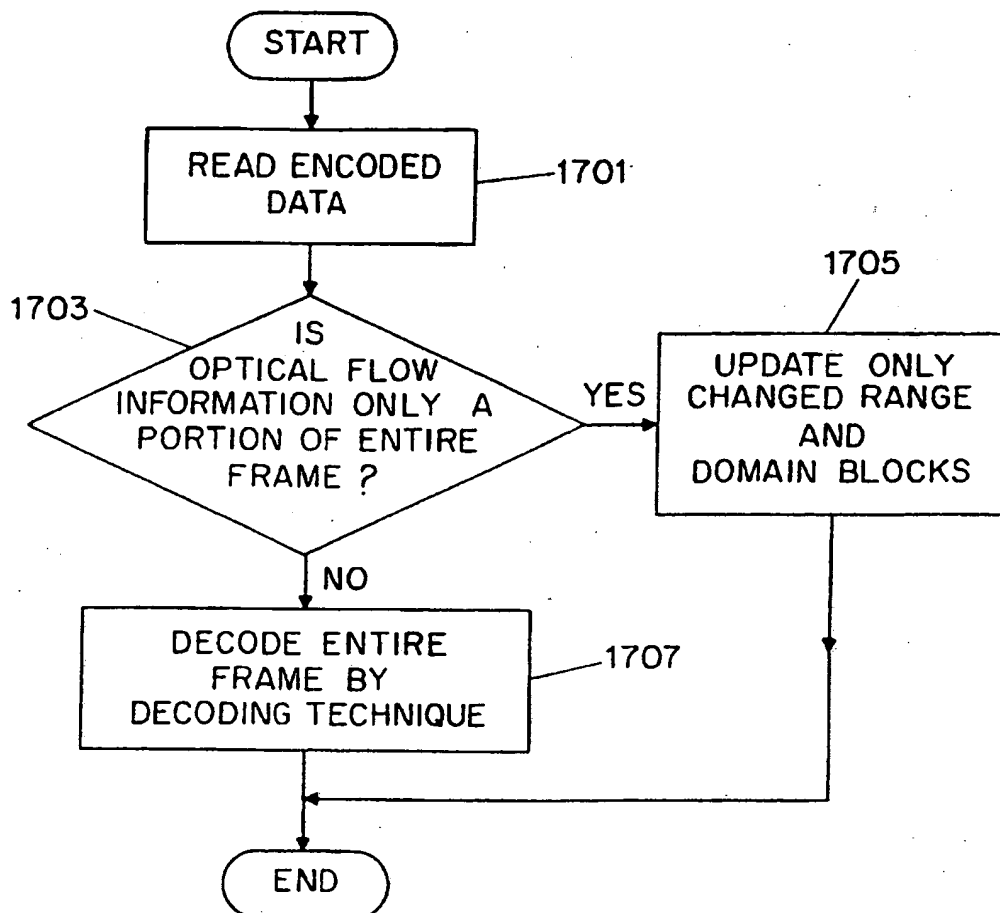 START
READ ENCODED
DATA
1701
1703
IS
OPTICAL FLOW
INFORMATION ONLY A
PORTION OF ENTIRE
FRAME ?
YES
1705
UPDATE ONLY
CHANGED RANGE
AND
DOMAIN BLOCKS
NO
DECODE ENTIRE
FRAME BY
DECODING TECHNIQUE
1707
END